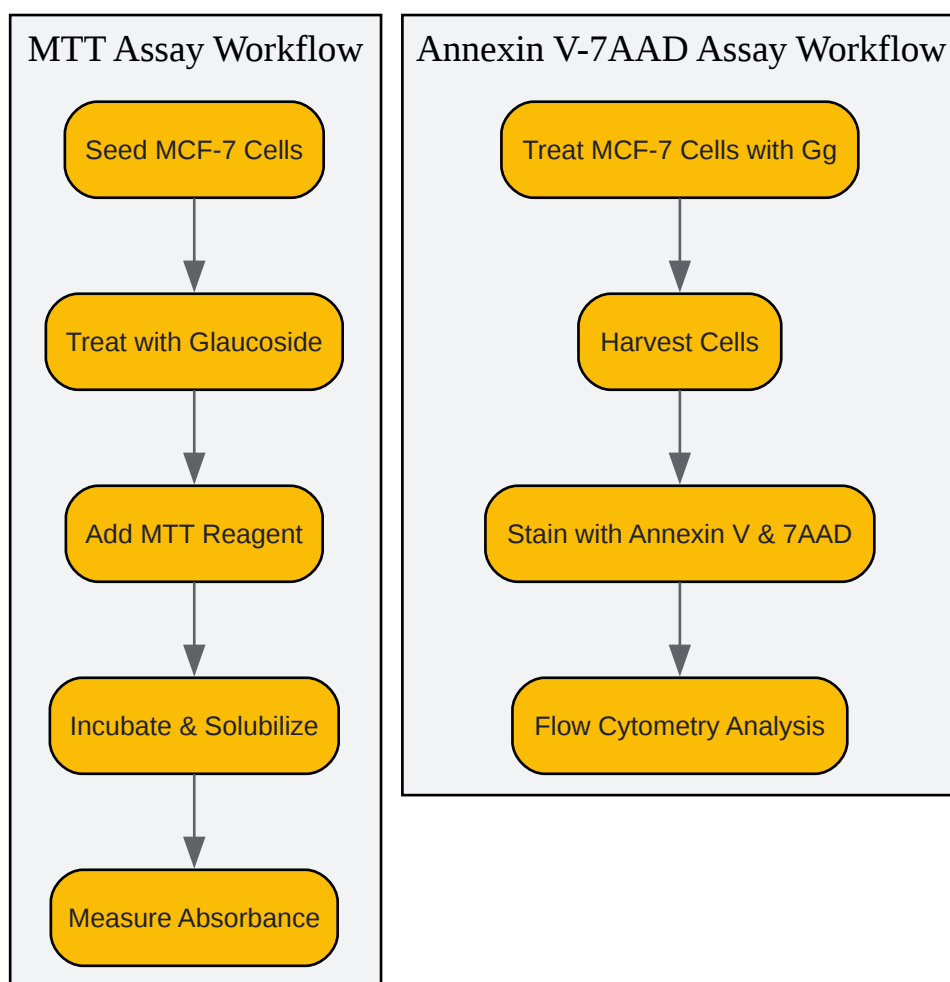 MTT Assay Workflow
Seed MCF-7 Cells
Treat with Glaucoside
Add MTT Reagent
Incubate & Solubilize
Measure Absorbance
Annexin V-7AAD Assay Workflow
Treat MCF-7 Cells with Gg
Harvest Cells
Stain with Annexin V & 7AAD
Flow Cytometry Analysis